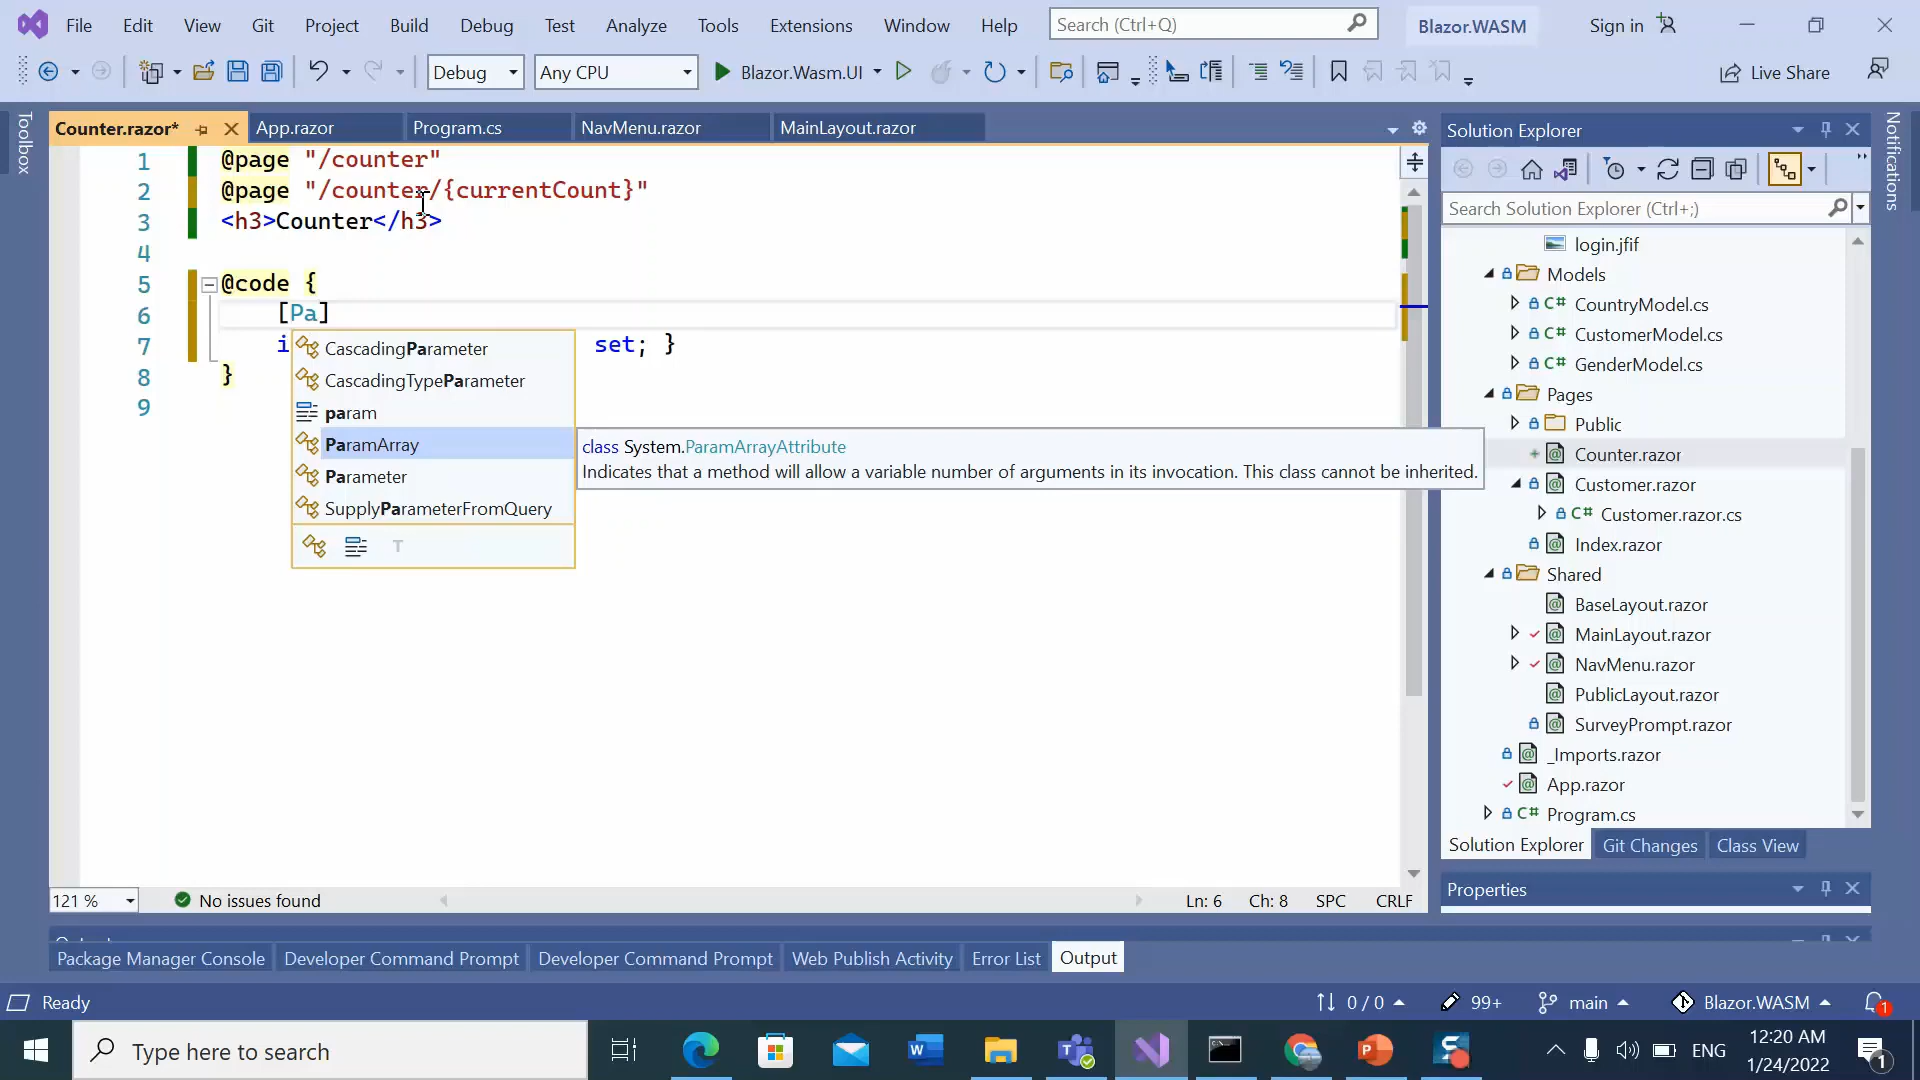 File Edit View Git Project Build Debug Test Analyze Tools Extensions Window Help Search (Ctrl+Q) Blazor.WASM Sign in
Debug Any CPU Blazor.Wasm.UI Live Share
Toolbox
Counter.razor* App.razor Program.cs NavMenu.razor MainLayout.razor
1 @page "/counter"
2 @page "/counter/{currentCount}"
3 <h3>Counter</h3>
4
5 @code {
6 [Pa]
7 i set; }
8 }
9
CascadingParameter
CascadingTypeParameter
param
ParamArray
Parameter
SupplyParameterFromQuery
T
class System.ParamArrayAttribute
Indicates that a method will allow a variable number of arguments in its invocation. This class cannot be inherited.
121 % No issues found Ln: 6 Ch: 8 SPC CRLF
Solution Explorer
Search Solution Explorer (Ctrl+;)
login.jfif
Models
C# CountryModel.cs
C# CustomerModel.cs
C# GenderModel.cs
Pages
Public
Counter.razor
Customer.razor
C# Customer.razor.cs
Index.razor
Shared
BaseLayout.razor
MainLayout.razor
NavMenu.razor
PublicLayout.razor
SurveyPrompt.razor
_Imports.razor
App.razor
C# Program.cs
Solution Explorer Git Changes Class View
Properties
Notifications
Package Manager Console Developer Command Prompt Developer Command Prompt Web Publish Activity Error List Output
Ready 0 / 0 99+ main Blazor.WASM 1
Type here to search ENG 12:20 AM
1/24/2022 1